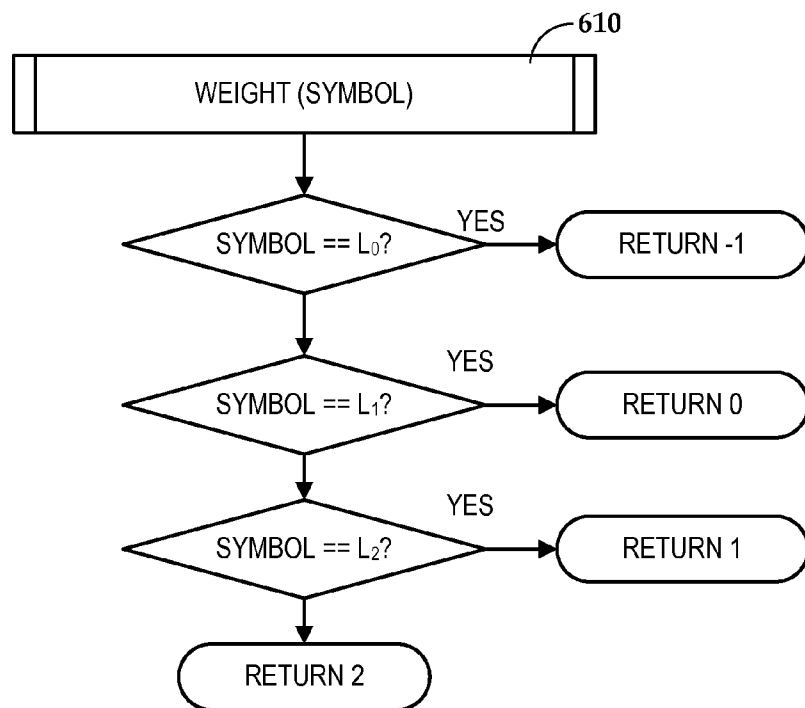 610
WEIGHT (SYMBOL)
YES
SYMBOL == L₀?
RETURN -1
YES
SYMBOL == L₁?
RETURN 0
YES
SYMBOL == L₂?
RETURN 1
RETURN 2